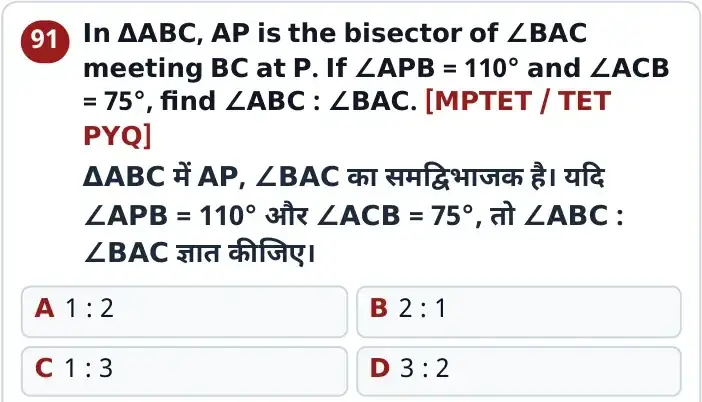 91 In ΔABC, AP is the bisector of ∠BAC
meeting BC at P. If ∠APB = 110° and ∠ACB
= 75°, find ∠ABC : ∠BAC. [MPTET / TET
PYQ]
ΔABC में AP, ∠BAC का समद्विभाजक है। यदि
∠APB = 110° और ∠ACB = 75°, तो ∠ABC :
∠BAC ज्ञात कीजिए।
A 1 : 2
B 2 : 1
C 1 : 3
D 3 : 2